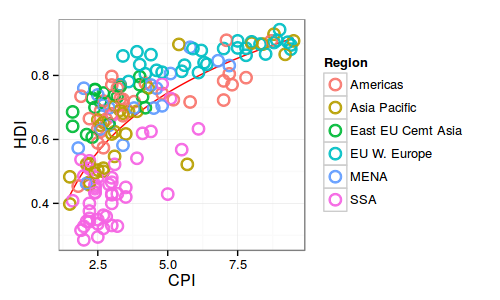 Region
Americas
Asia Pacific
East EU Cemt Asia
EU W. Europe
MENA
SSA
HDI
0.8
0.6
0.4
2.5 5.0 7.5
CPI